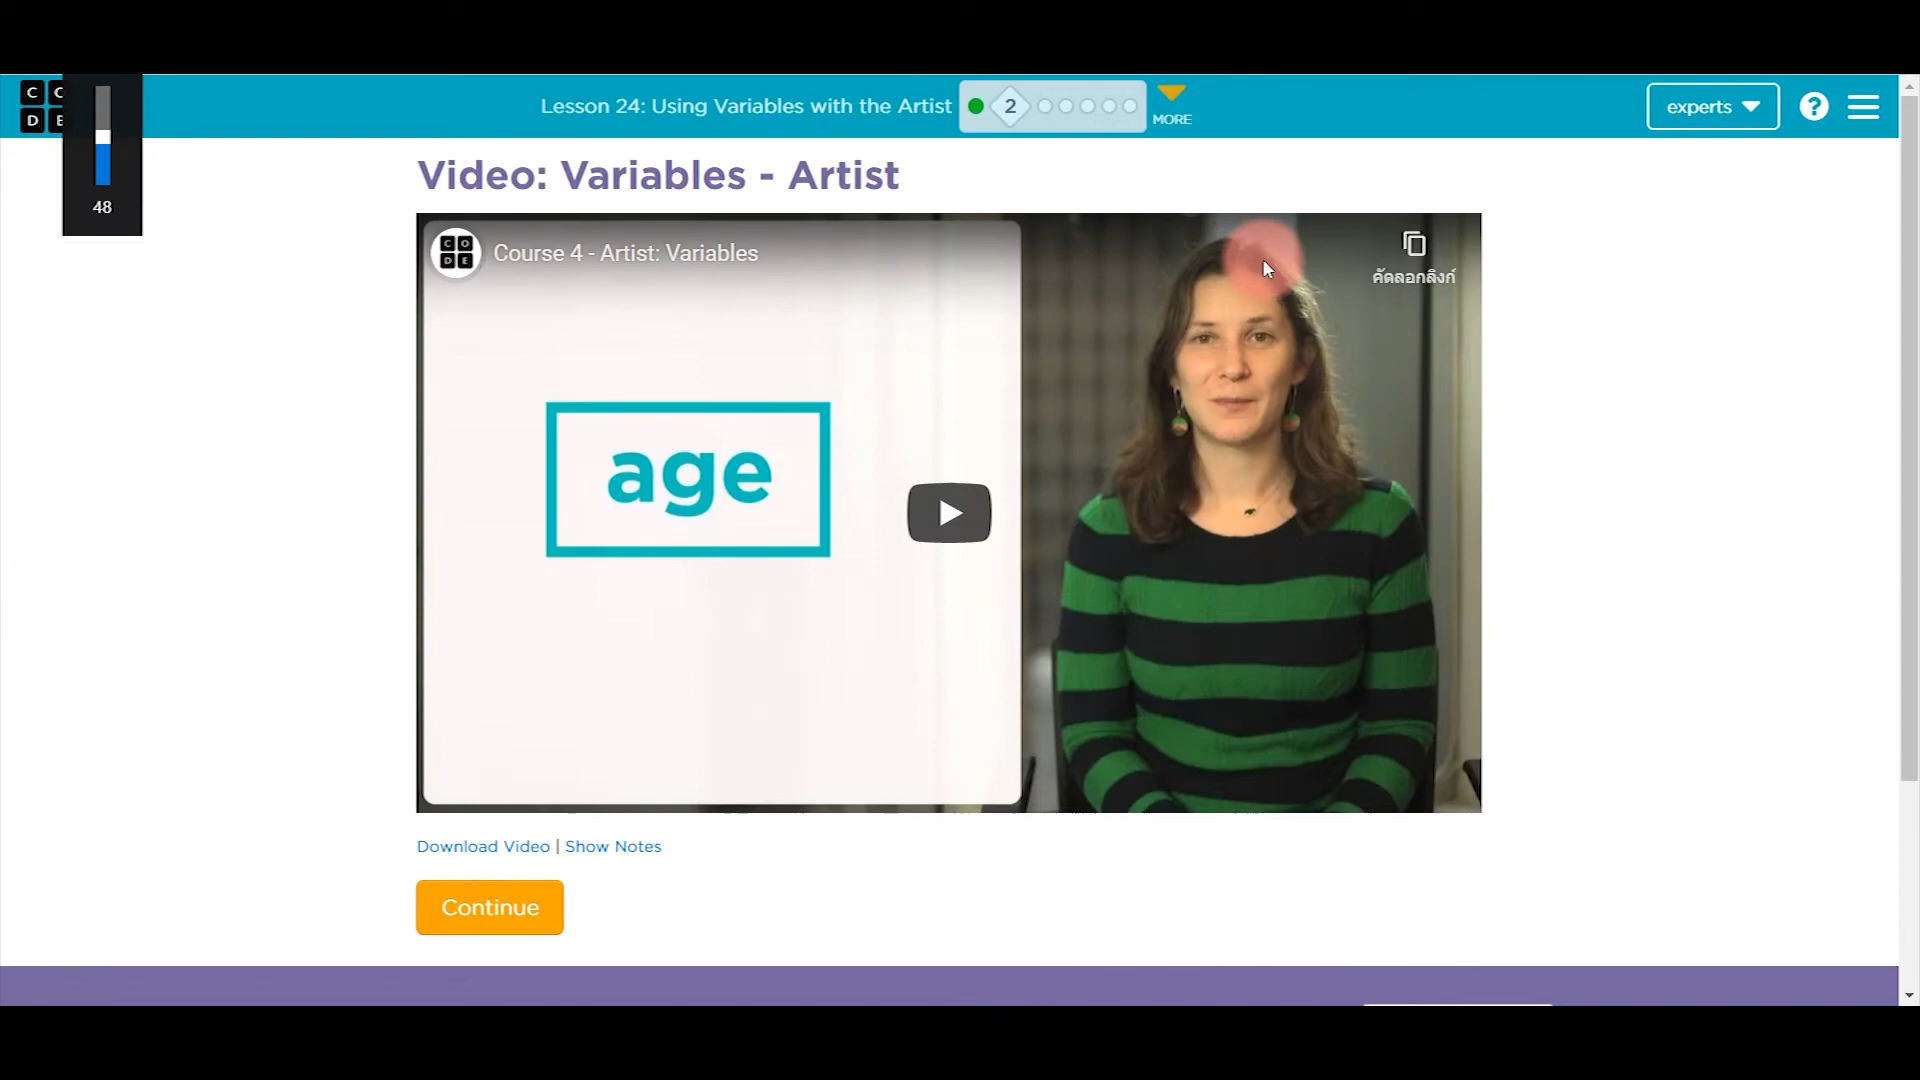 C O
D E
Lesson 24: Using Variables with the Artist
2
MORE
experts
?
48
Video: Variables - Artist
C O
D E
Course 4 - Artist: Variables
คัดลอกลิงก์
age
Download Video | Show Notes
Continue